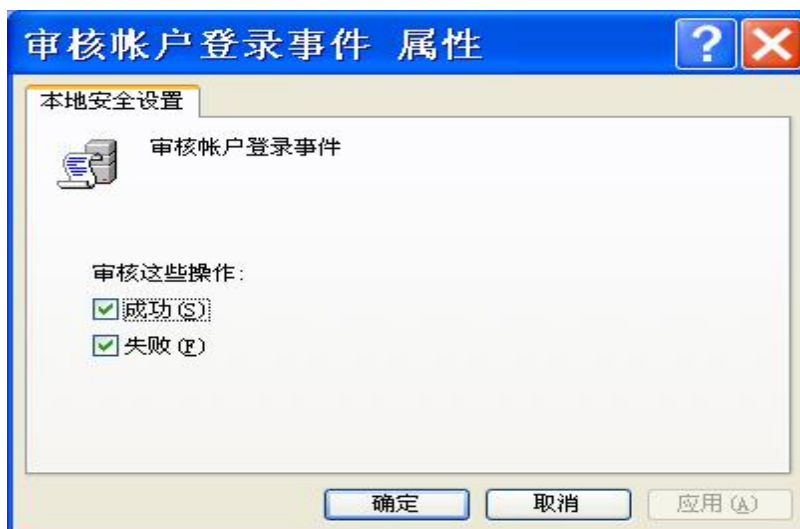 审核帐户登录事件 属性
本地安全设置
审核帐户登录事件
审核这些操作:
成功(S)
失败(F)
确定 取消 应用(A)